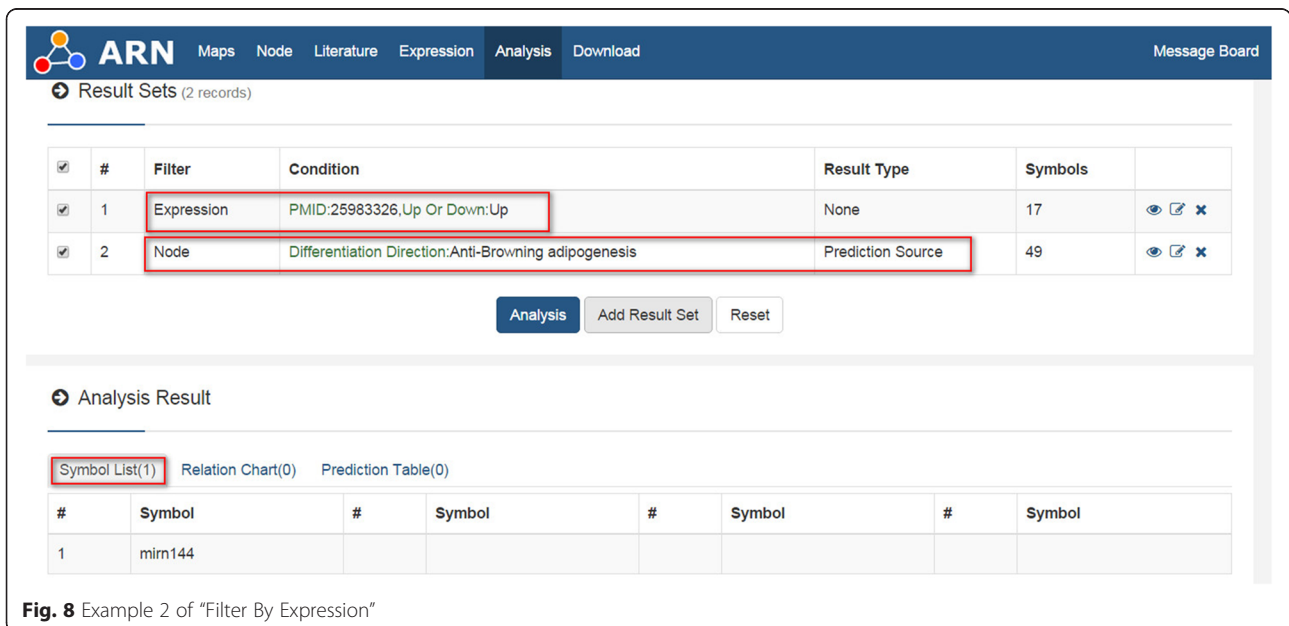 ARN Maps Node Literature Expression Analysis Download Message Board
Result Sets (2 records)
# Filter Condition Result Type Symbols
1 Expression PMID:25983326,Up Or Down:Up None 17
2 Node Differentiation Direction:Anti-Browning adipogenesis Prediction Source 49
Analysis Add Result Set Reset
Analysis Result
Symbol List(1) Relation Chart(0) Prediction Table(0)
# Symbol # Symbol # Symbol # Symbol
1 mirn144
Fig. 8 Example 2 of “Filter By Expression”